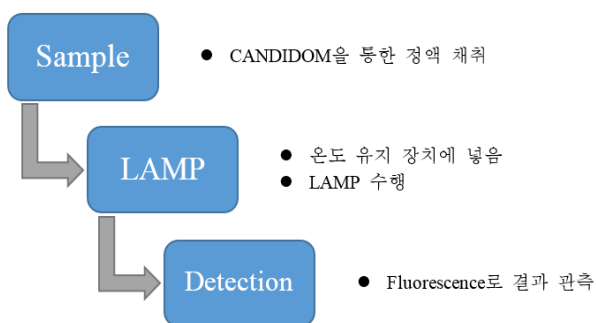 Sample
● CANDIDOM을 통한 정액 채취
LAMP
● 온도 유지 장치에 넣음
● LAMP 수행
Detection
● Fluorescence로 결과 관측